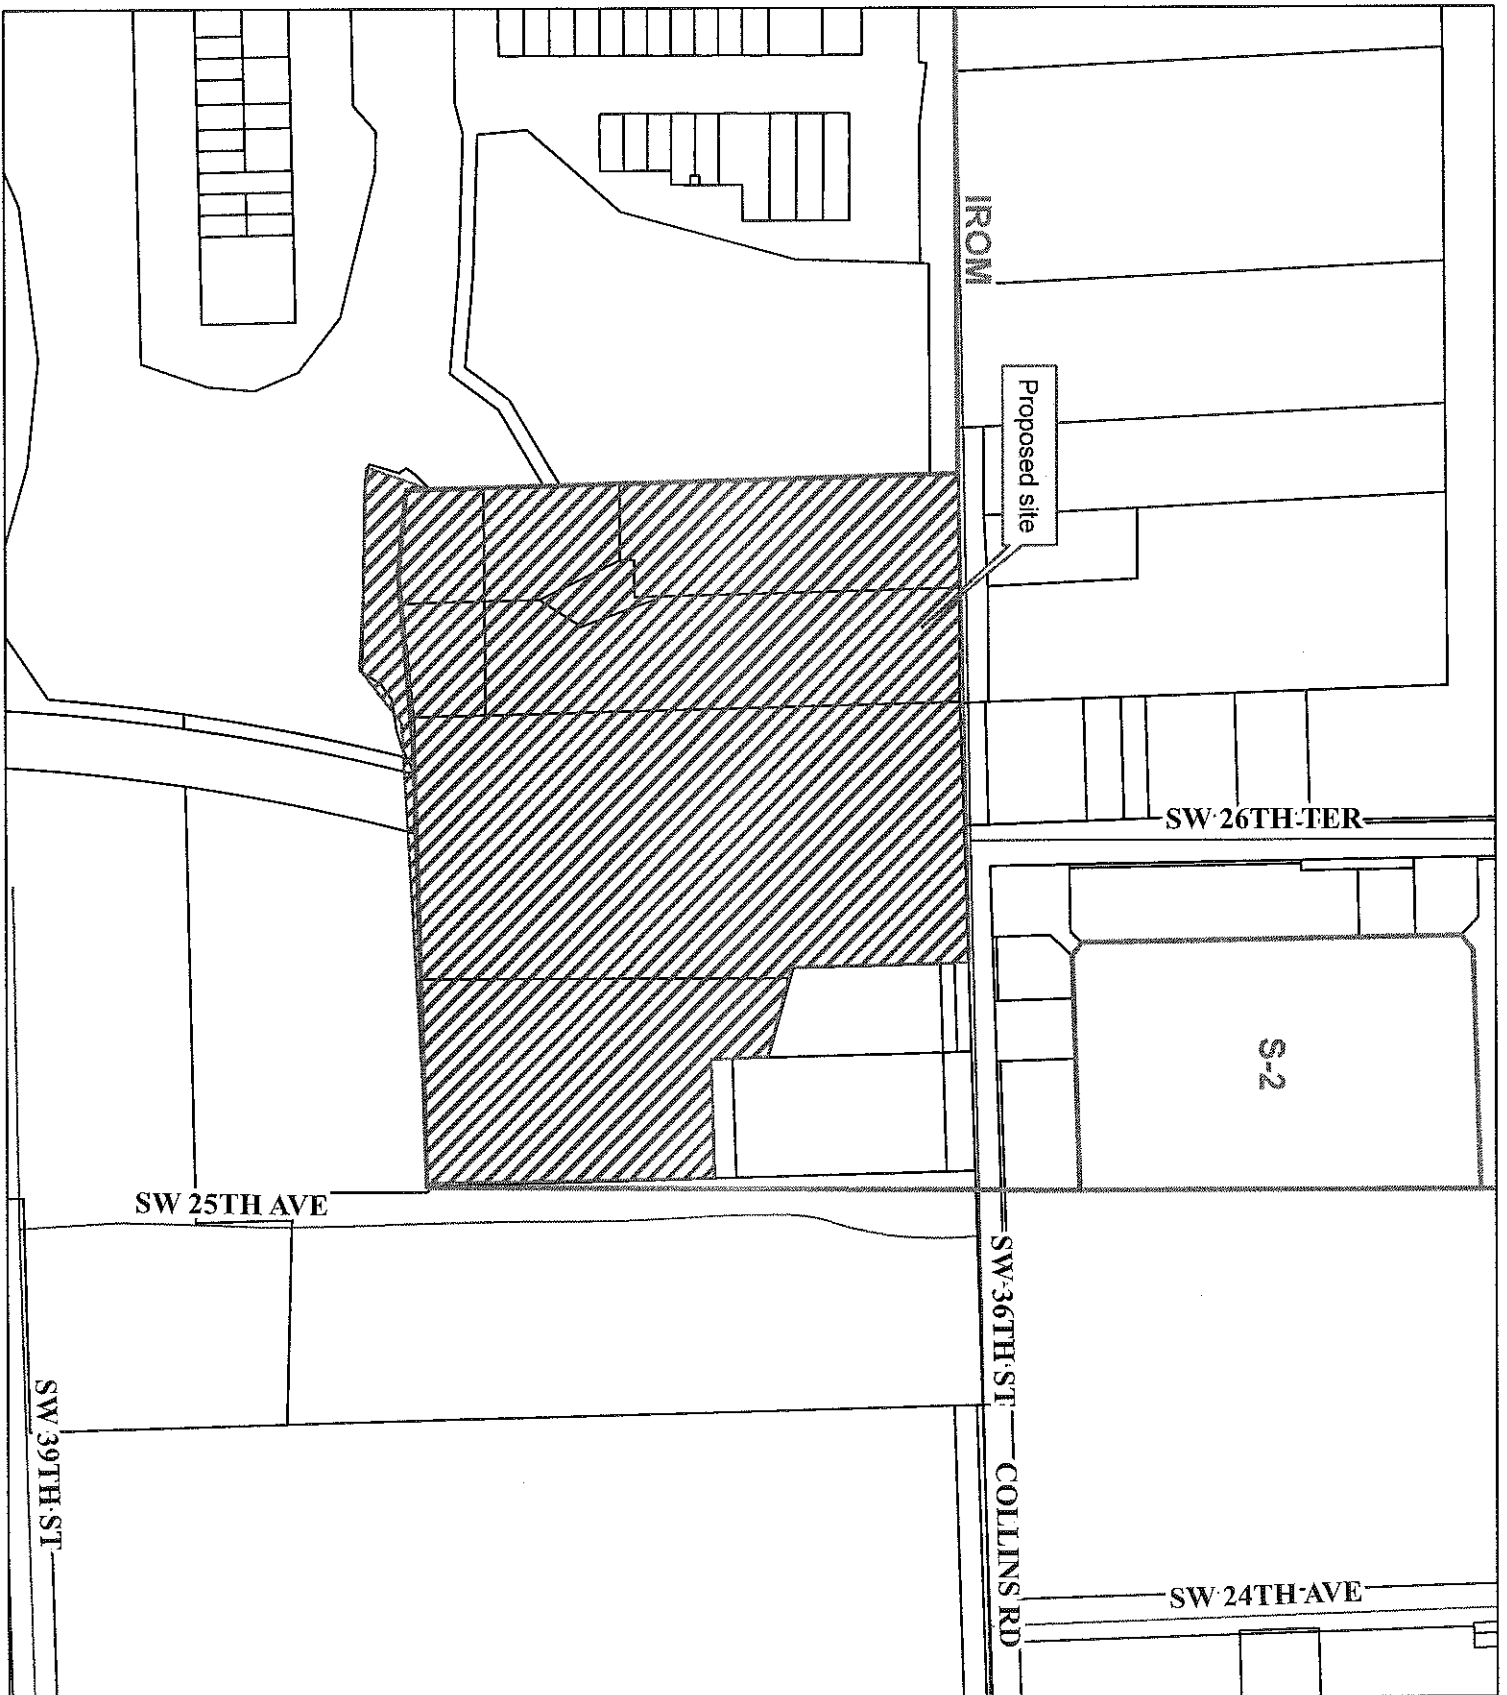 IROM
Proposed site
SW 26TH TER
S-2
SW 25TH AVE
SW 36TH ST
COLLINS RD
SW 39TH ST
SW 24TH AVE